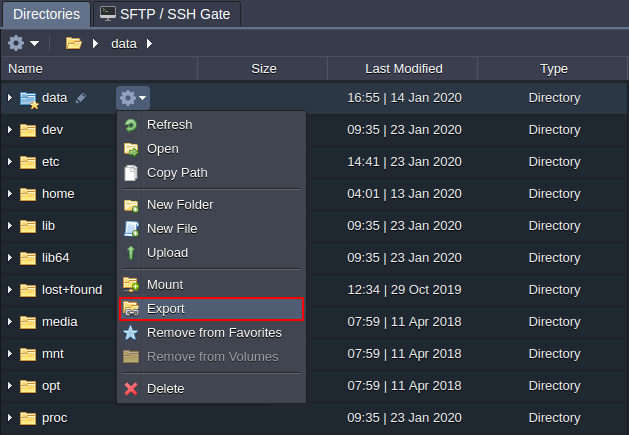 Directories SFTP / SSH Gate
data
Name Size Last Modified Type
data 16:55 | 14 Jan 2020 Directory
Refresh
dev 09:35 | 23 Jan 2020 Directory
Open
etc 14:41 | 23 Jan 2020 Directory
Copy Path
home 04:01 | 13 Jan 2020 Directory
New Folder
lib 09:35 | 23 Jan 2020 Directory
New File
Upload
lib64 09:35 | 23 Jan 2020 Directory
Mount
lost+found 12:34 | 29 Oct 2019 Directory
Export
media 07:59 | 11 Apr 2018 Directory
Remove from Favorites
mnt 07:59 | 11 Apr 2018 Directory
Remove from Volumes
opt 07:59 | 11 Apr 2018 Directory
Delete
proc 09:35 | 23 Jan 2020 Directory